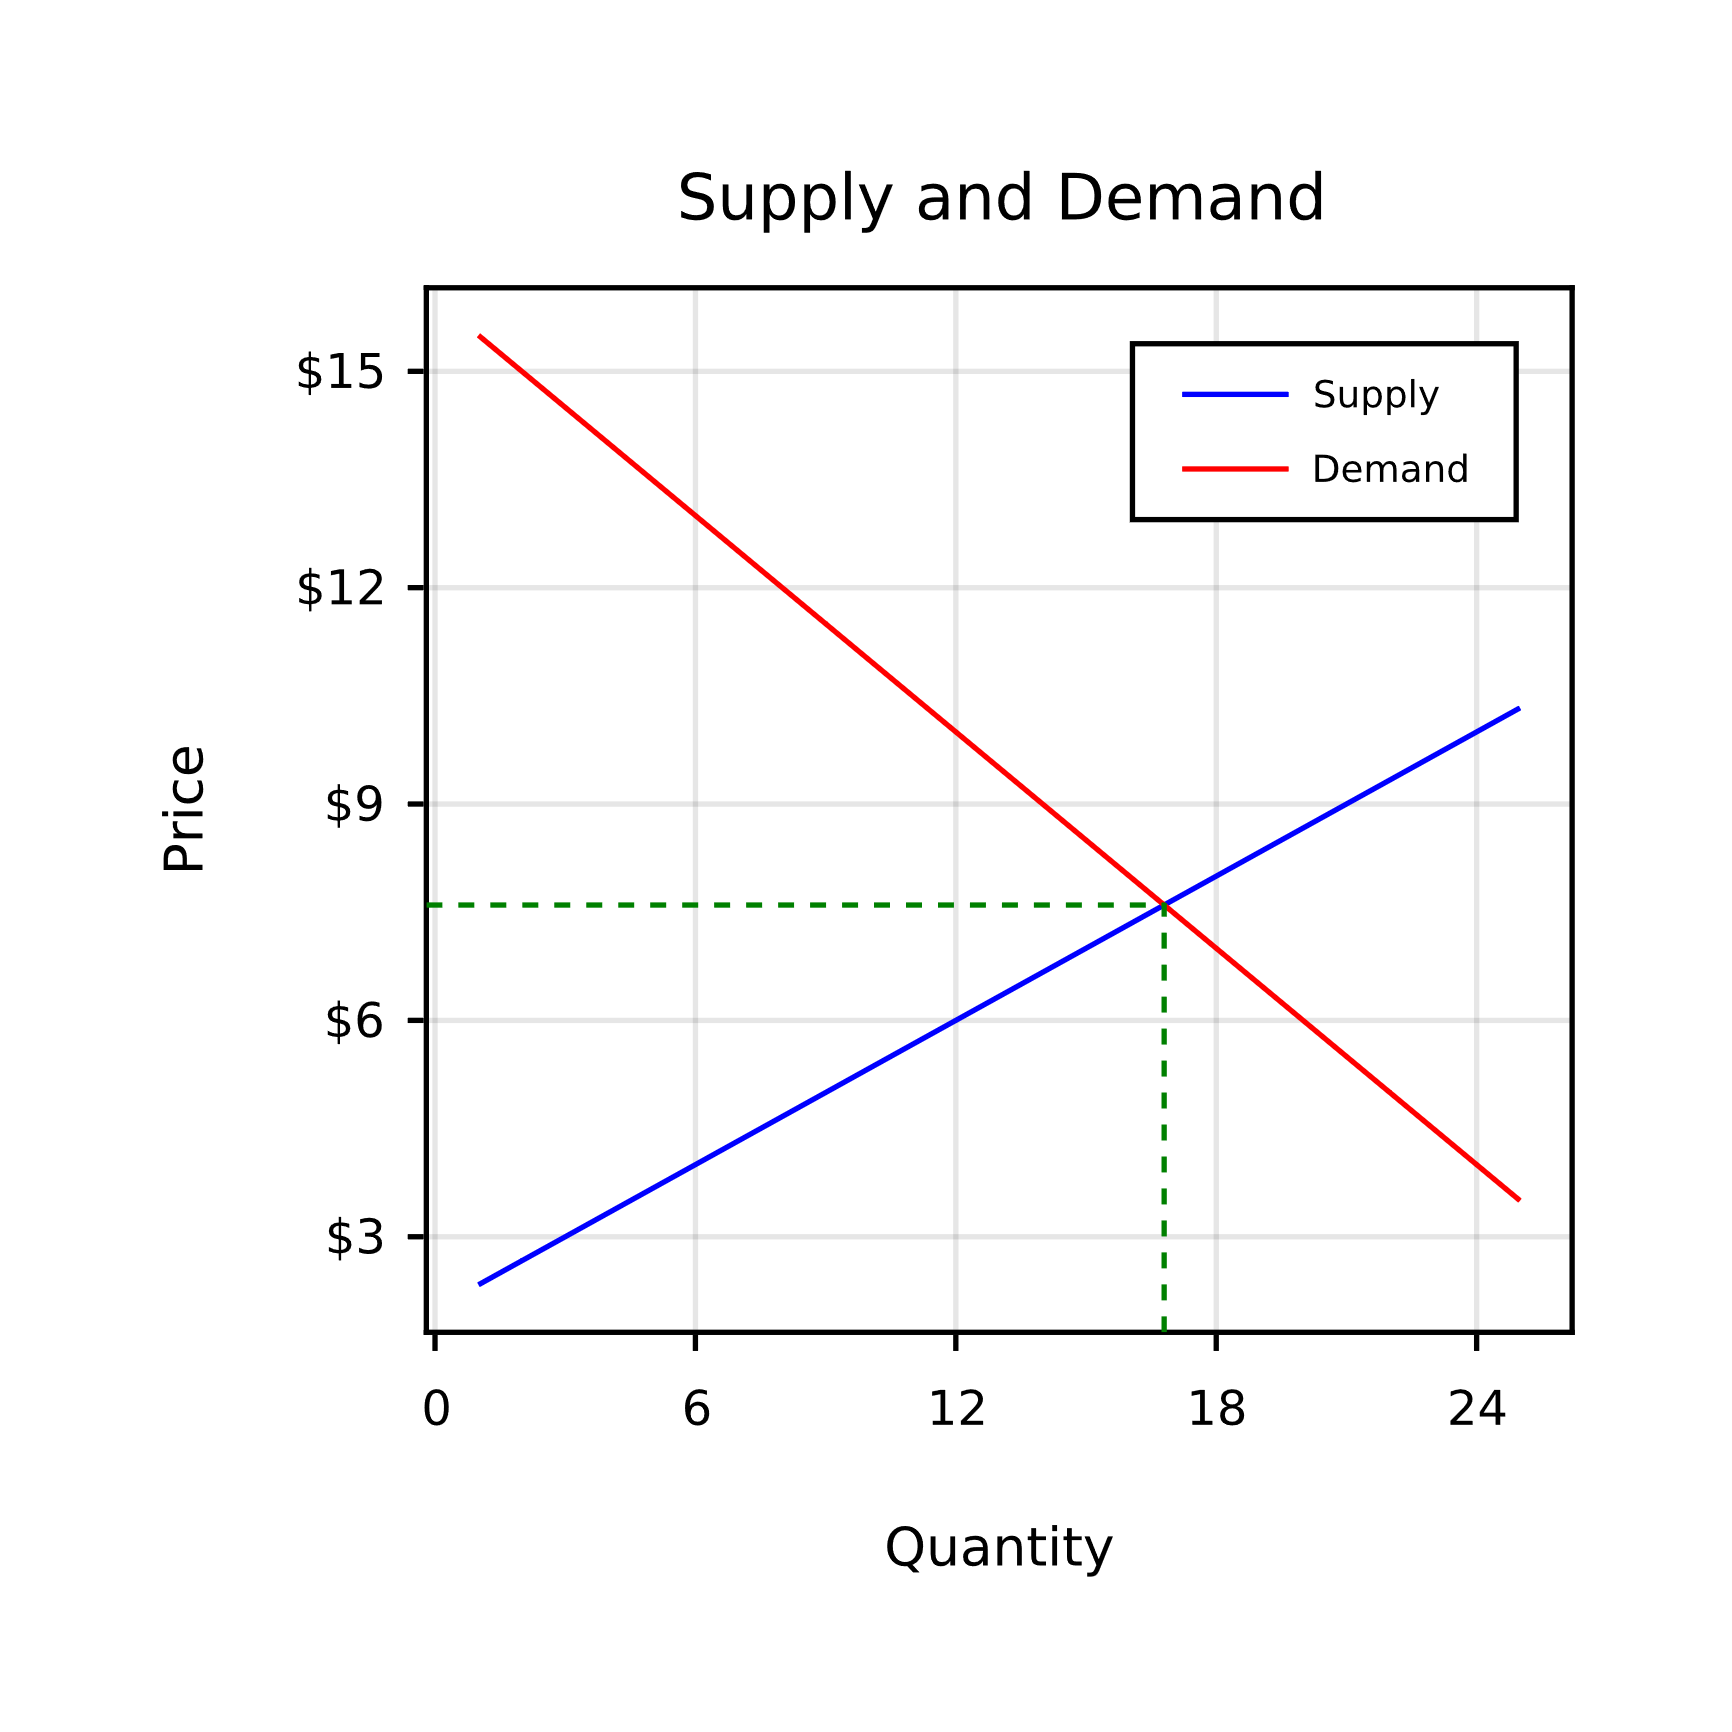 Supply and Demand
Supply
Demand
$15
$12
$9
$6
$3
Price
0 6 12 18 24
Quantity